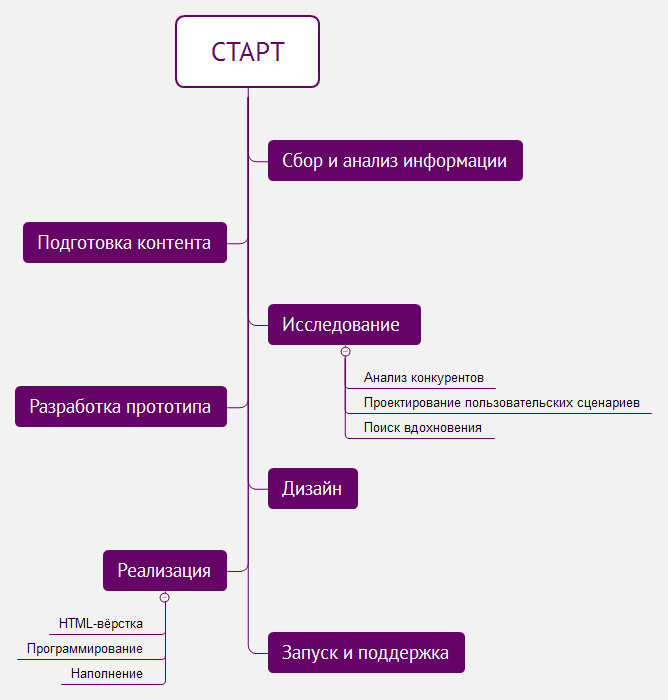 СТАРТ
Сбор и анализ информации
Подготовка контента
Исследование
Анализ конкурентов
Проектирование пользовательских сценариев
Поиск вдохновения
Разработка прототипа
Дизайн
Реализация
HTML-вёрстка
Программирование
Наполнение
Запуск и поддержка